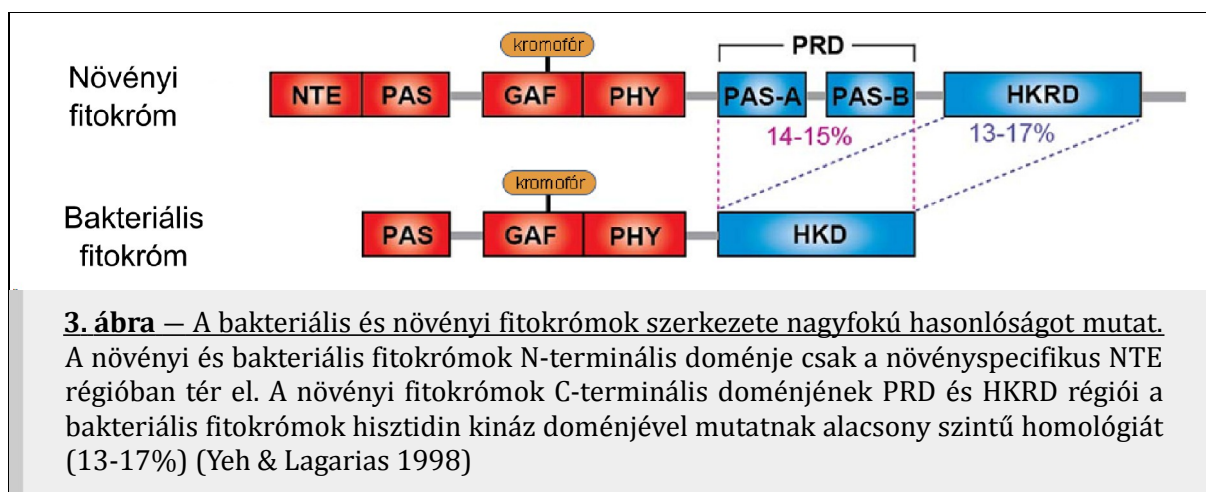 kromofór
PRD
Növényi
fitokróm
NTE PAS GAF PHY PAS-A PAS-B HKRD
14-15% 13-17%
kromofór
Bakteriális
fitokróm
PAS GAF PHY HKD
3. ábra — A bakteriális és növényi fitokrómok szerkezete nagyfokú hasonlóságot mutat.
A növényi és bakteriális fitokrómok N-terminális doménje csak a növényspecifikus NTE
régióban tér el. A növényi fitokrómok C-terminális doménjének PRD és HKRD régiói a
bakteriális fitokrómok hisztidin kináz doménjével mutatnak alacsony szintű homológiát
(13-17%) (Yeh & Lagarias 1998)